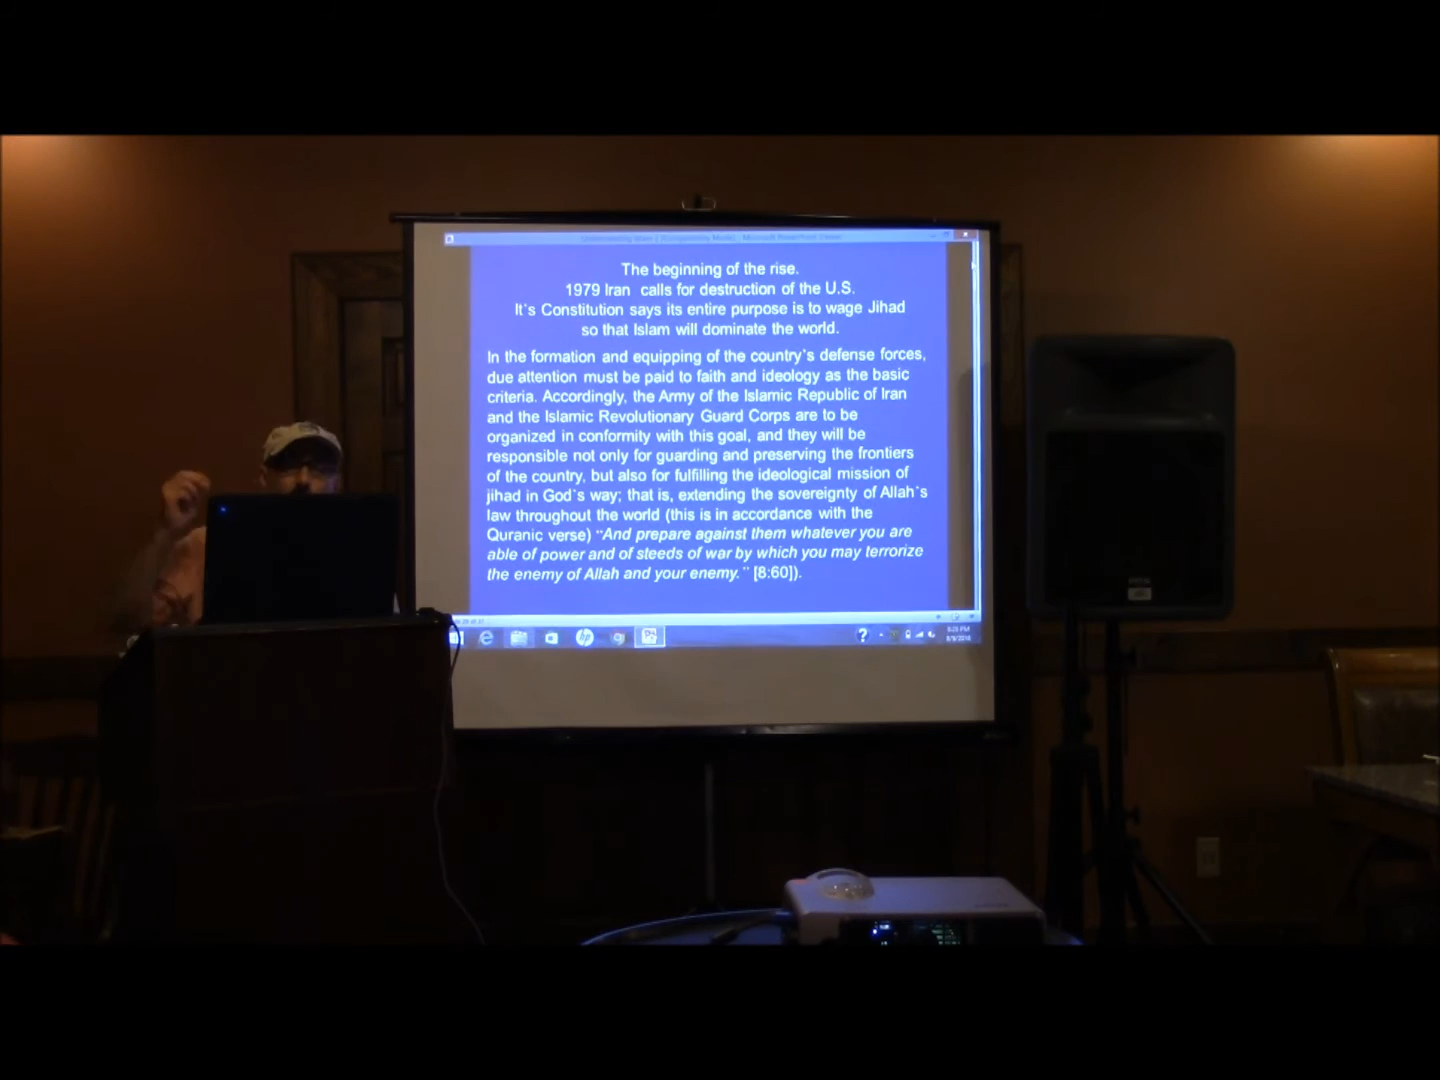 The beginning of the rise.
1979 Iran calls for destruction of the U.S.
It`s Constitution says its entire purpose is to wage Jihad
so that Islam will dominate the world.
In the formation and equipping of the country`s defense forces,
due attention must be paid to faith and ideology as the basic
criteria. Accordingly, the Army of the Islamic Republic of Iran
and the Islamic Revolutionary Guard Corps are to be
organized in conformity with this goal, and they will be
responsible not only for guarding and preserving the frontiers
of the country, but also for fulfilling the ideological mission of
jihad in God`s way; that is, extending the sovereignty of Allah`s
law throughout the world (this is in accordance with the
Quranic verse) "And prepare against them whatever you are
able of power and of steeds of war by which you may terrorize
the enemy of Allah and your enemy." [8:60]).
hp
?